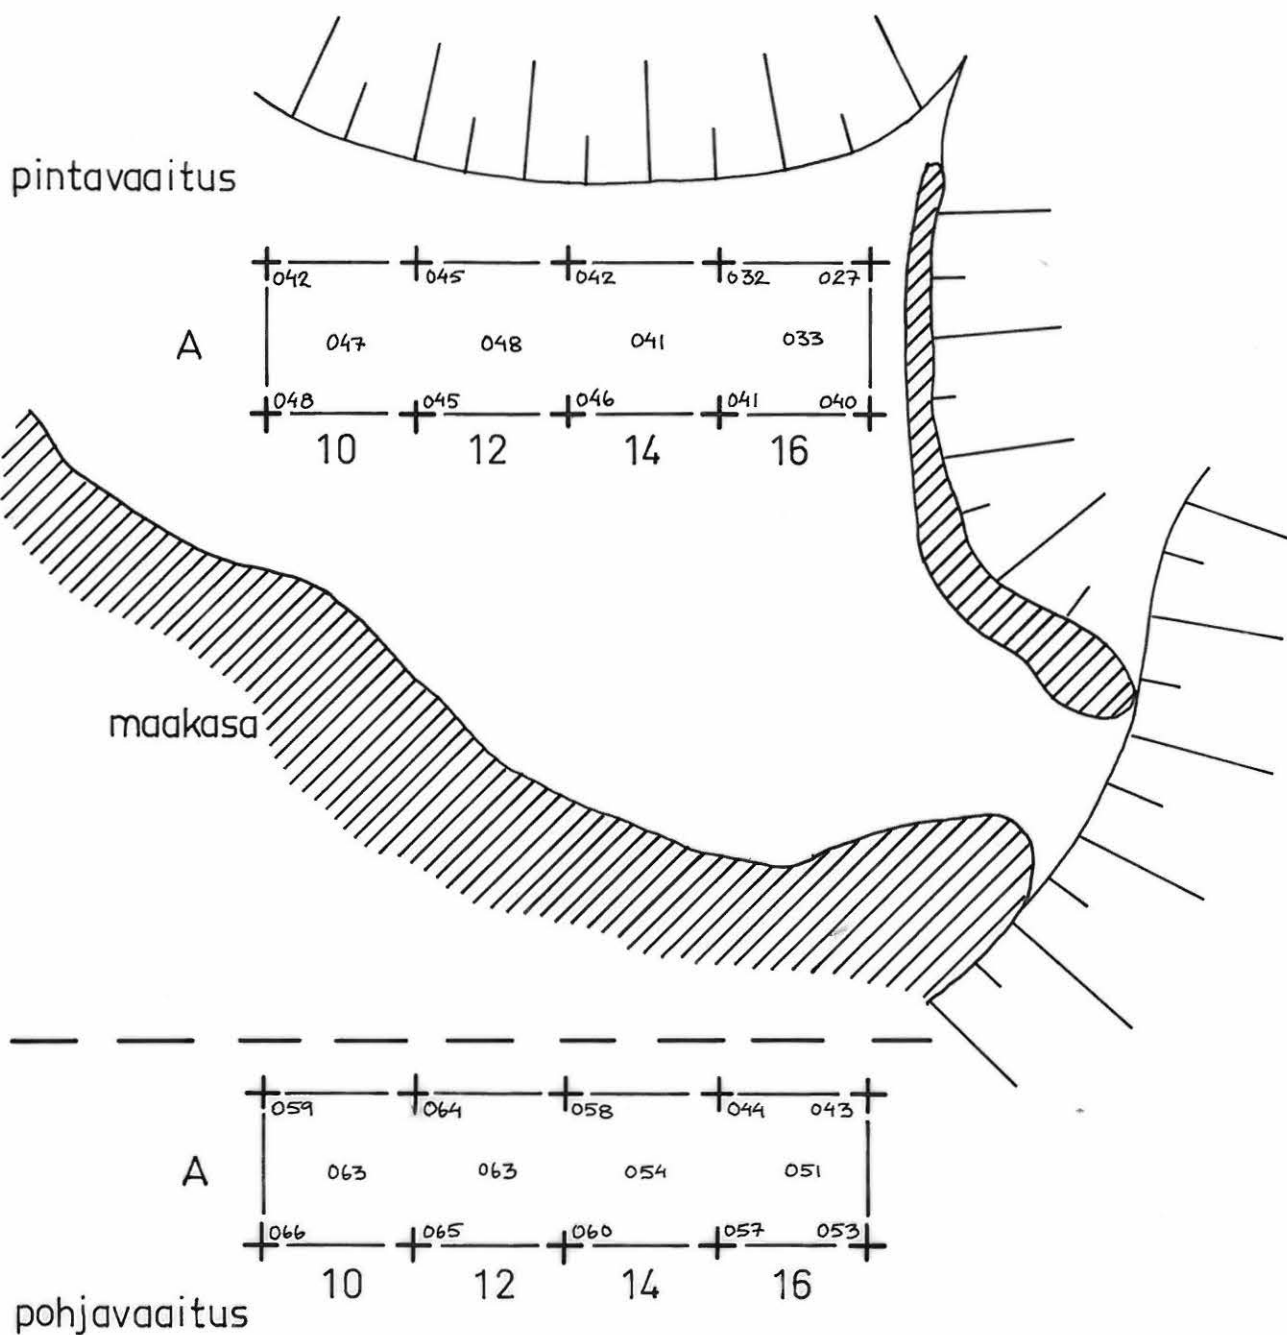 pintavaaitus
042 045 042 032 027
A 047 048 041 033
048 045 046 041 040
10 12 14 16
maakasa
059 064 058 044 043
A 063 063 054 051
066 065 060 057 053
10 12 14 16
pohjavaaitus